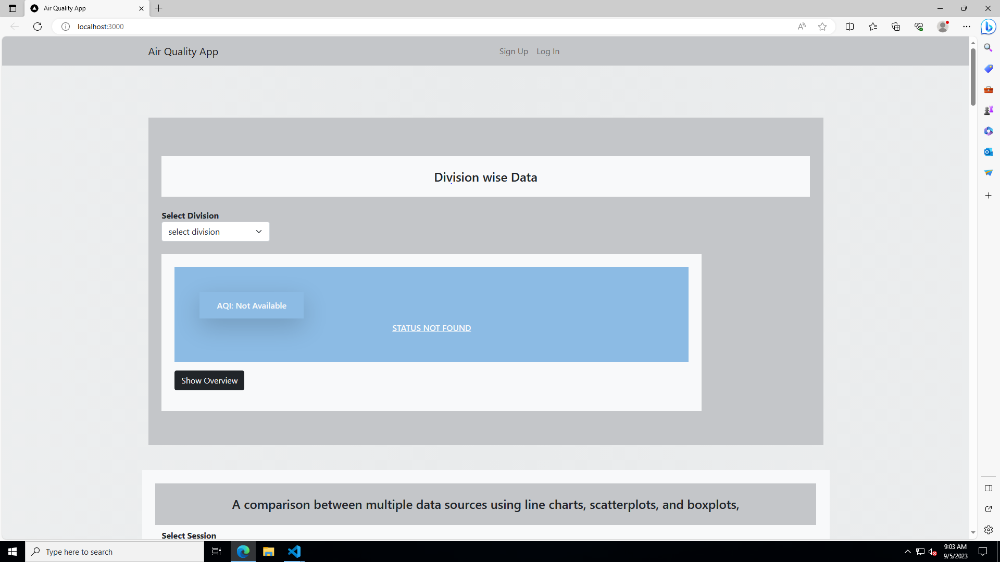 Air Quality App
localhost:3000
Air Quality App
Sign Up
Log In
Division wise Data
Select Division
select division
AQI: Not Available
STATUS NOT FOUND
Show Overview
A comparison between multiple data sources using line charts, scatterplots, and boxplots,
Select Session
Type here to search
9:03 AM
9/5/2023